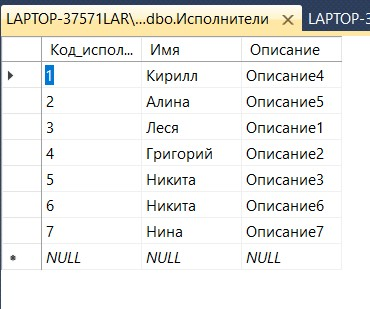 LAPTOP-37571LAR\...dbo.Исполнители LAPTOP-3
Код_испол... Имя Описание
1 Кирилл Описание4
2 Алина Описание5
3 Леся Описание1
4 Григорий Описание2
5 Никита Описание3
6 Никита Описание6
7 Нина Описание7
NULL NULL NULL